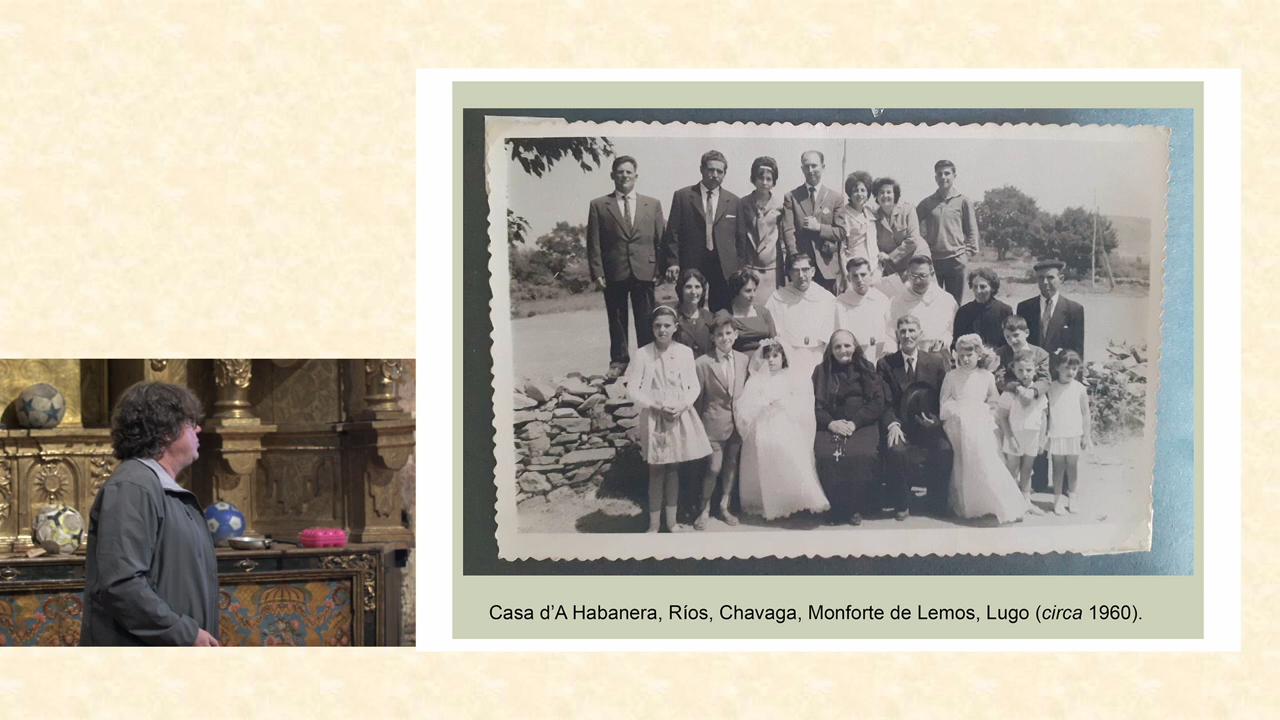 Casa d’A Habanera, Ríos, Chavaga, Monforte de Lemos, Lugo (circa 1960).